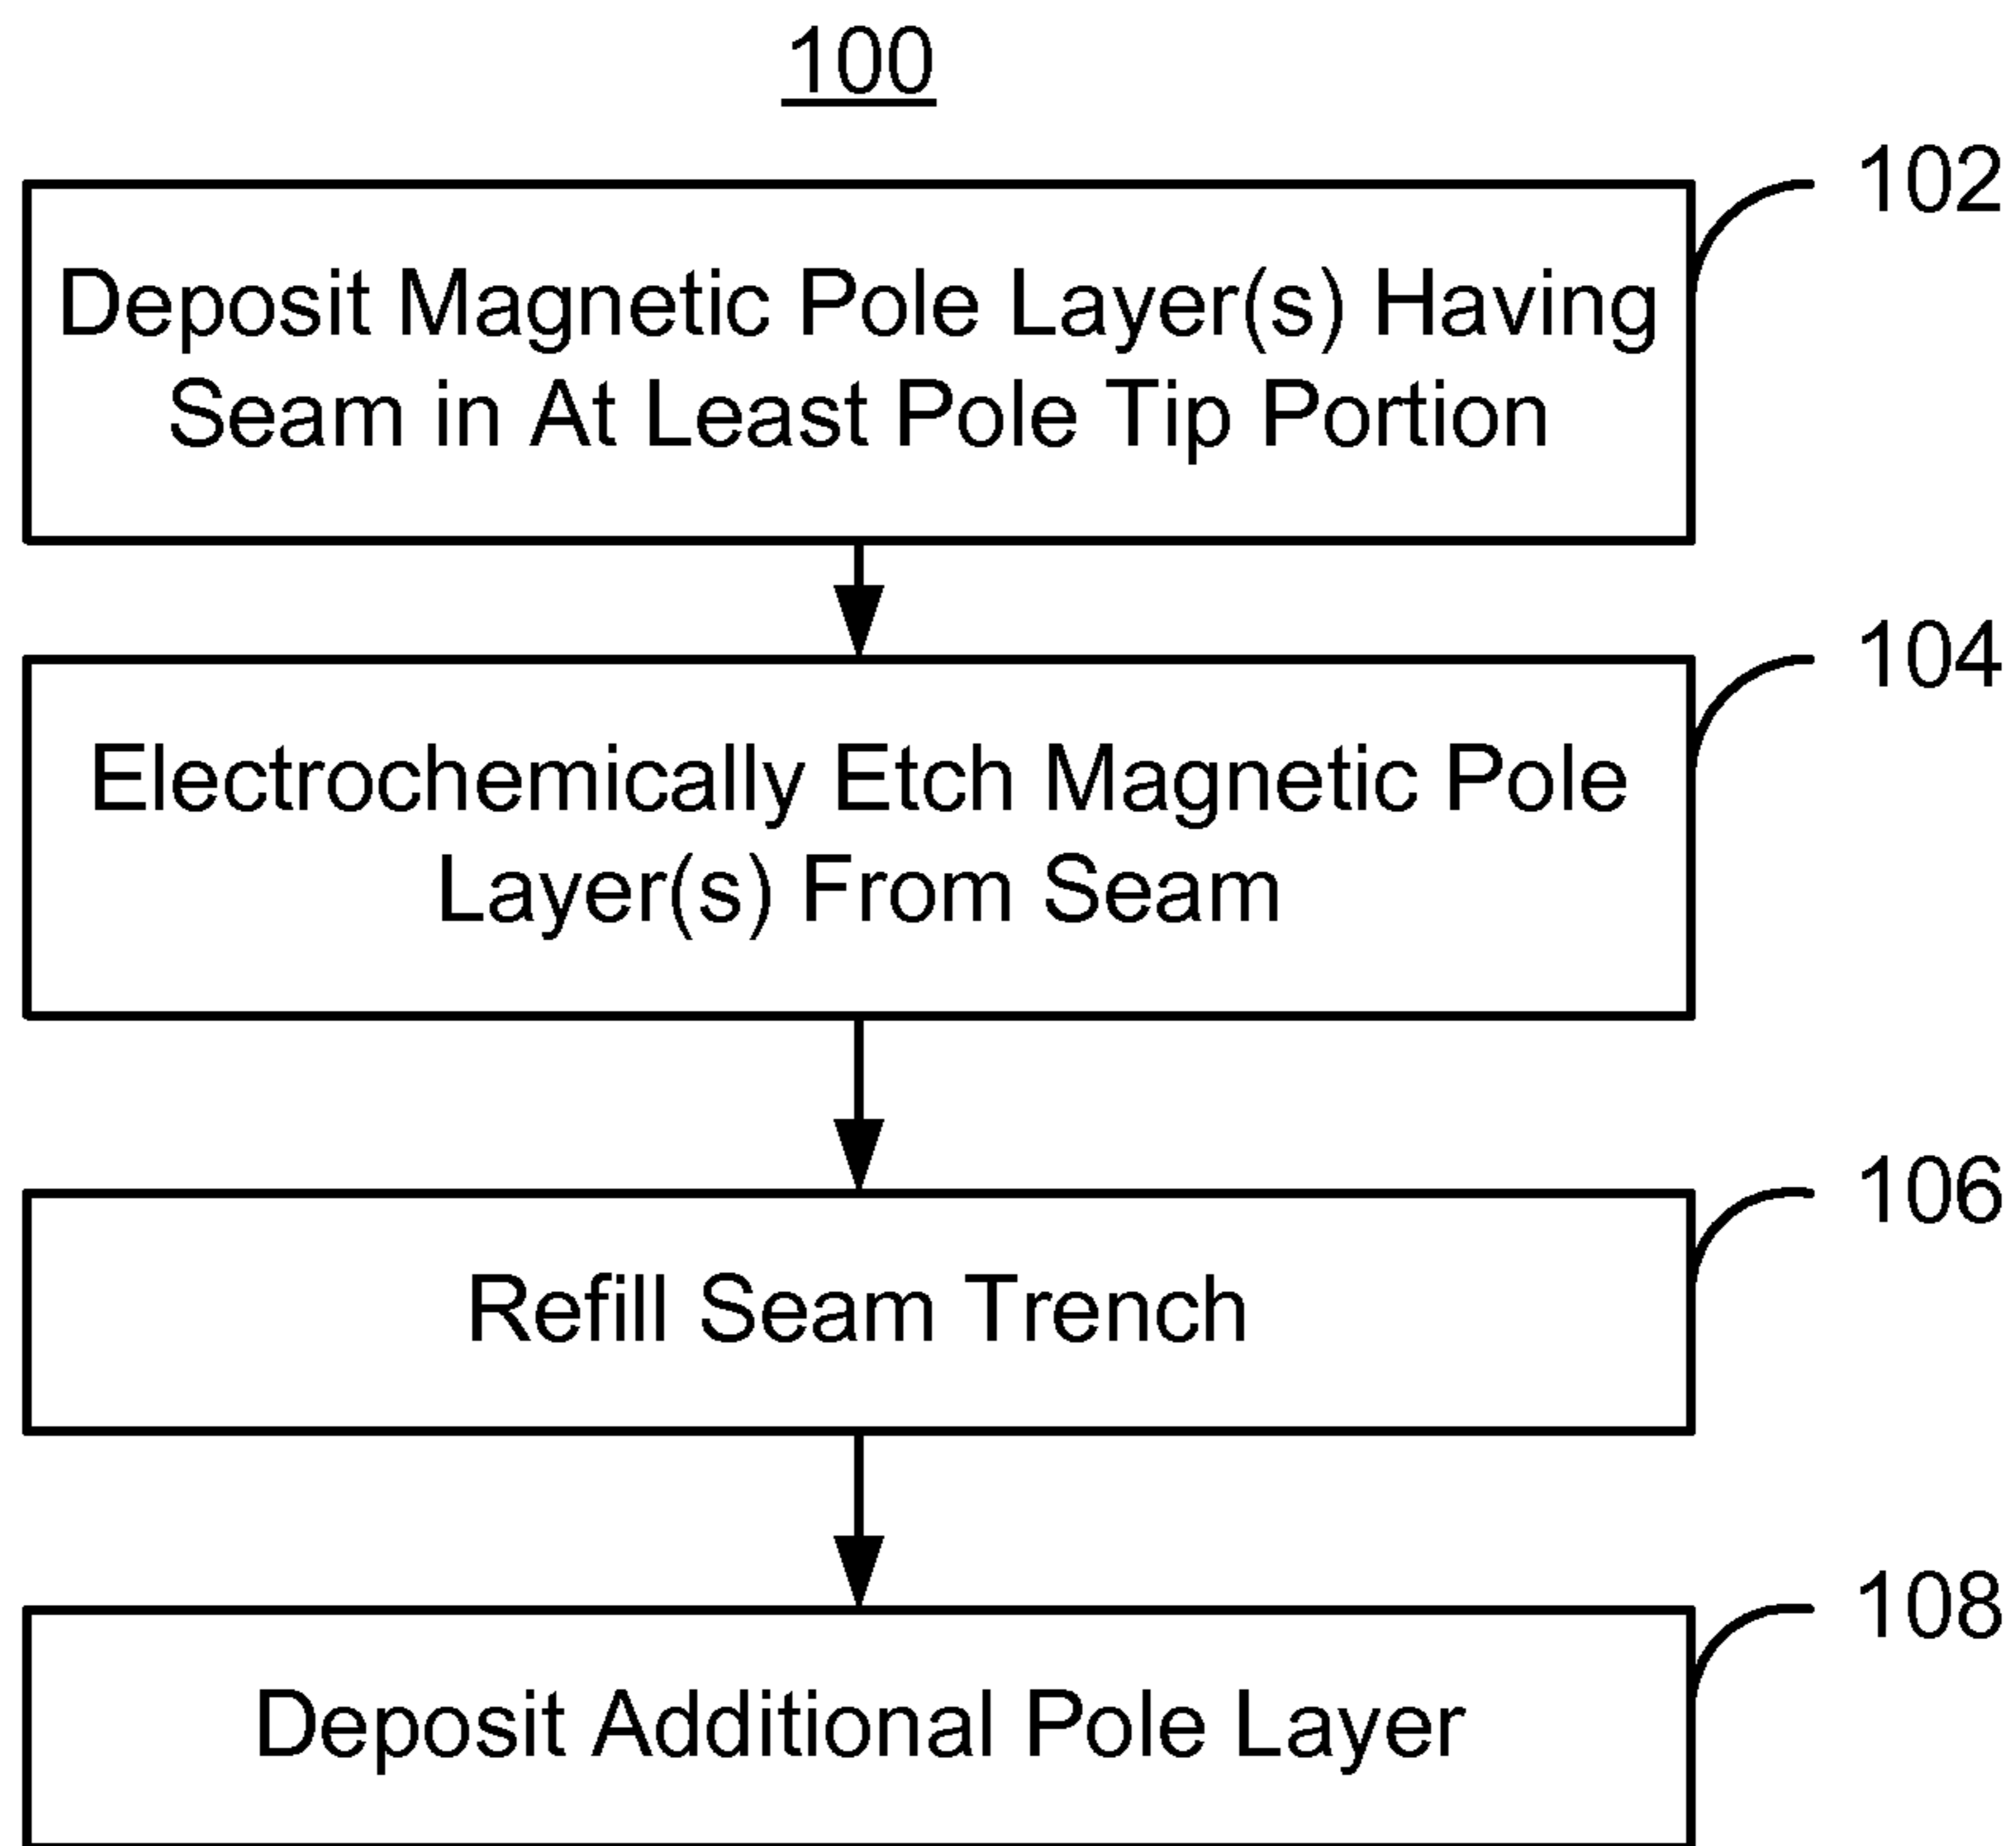 100
102
Deposit Magnetic Pole Layer(s) Having
Seam in At Least Pole Tip Portion
104
Electrochemically Etch Magnetic Pole
Layer(s) From Seam
106
Refill Seam Trench
108
Deposit Additional Pole Layer